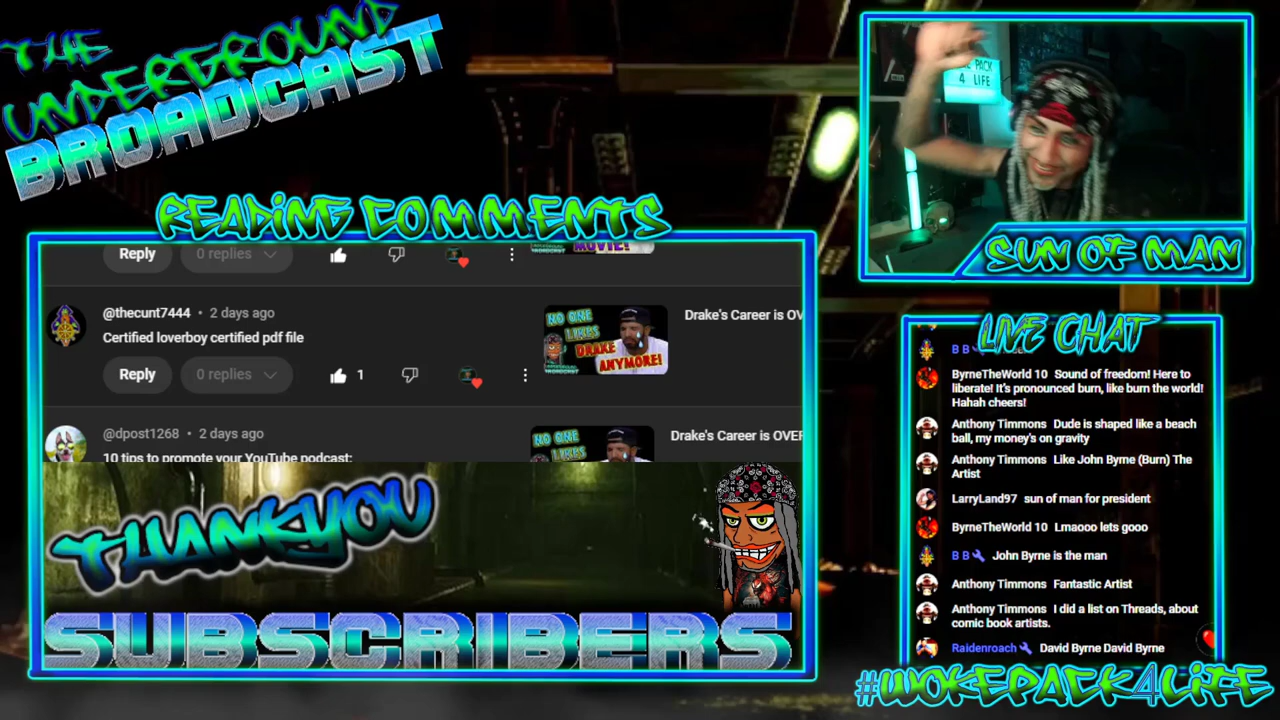 THE
UNDERGROUND
BROADCAST
READING COMMENTS
MOVIE!
Reply
0 replies
@thecunt7444 • 2 days ago
Certified loverboy certified pdf file
NO ONE
LIKES
DRAKE
ANYMORE!
Drake's Career is OV
Reply
0 replies
1
@dpost1268 • 2 days ago
10 tips to promote your YouTube podcast:
NO ONE
LIKES
Drake's Career is OVER
THANKYOU
SUBSCRIBERS
PACK
4 LIFE
SUN OF MAN
LIVE CHAT
B B
ByrneTheWorld 10 Sound of freedom! Here to
liberate! It's pronounced burn, like burn the world!
Hahah cheers!
Anthony Timmons Dude is shaped like a beach
ball, my money's on gravity
Anthony Timmons Like John Byrne (Burn) The
Artist
LarryLand97 sun of man for president
ByrneTheWorld 10 Lmaooo lets gooo
B B John Byrne is the man
Anthony Timmons Fantastic Artist
Anthony Timmons I did a list on Threads, about
comic book artists.
Raidenroach David Byrne David Byrne
#WOKEPACK4LIFE